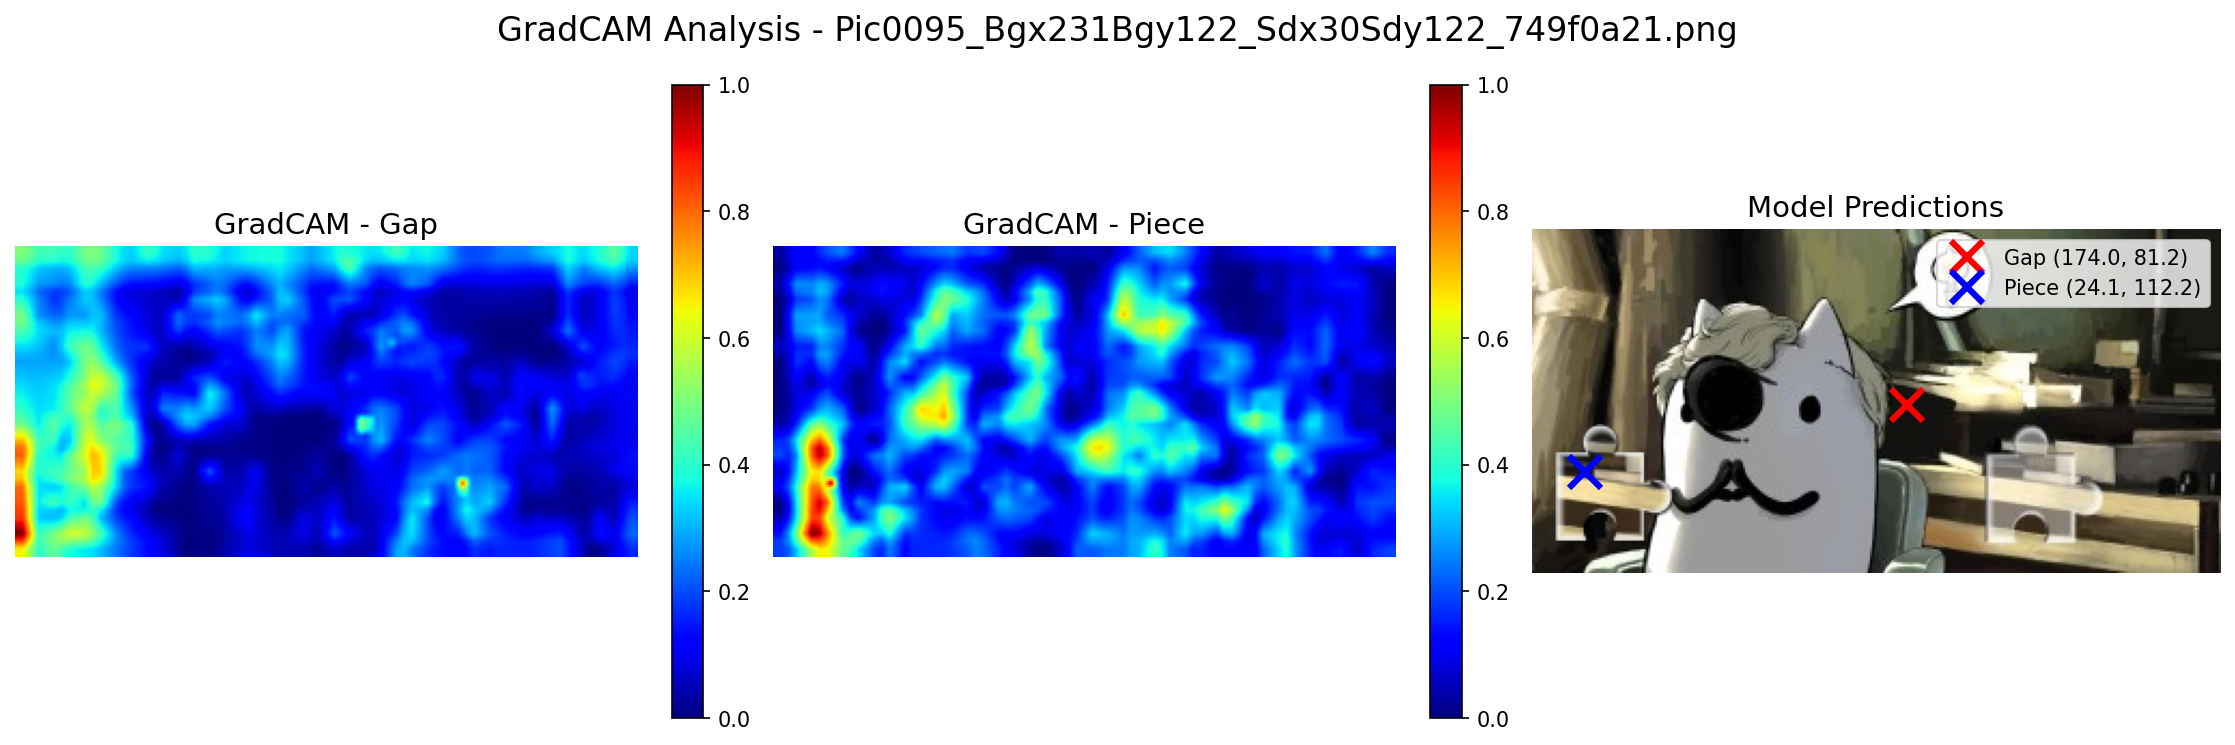 GradCAM Analysis - Pic0095_Bgx231Bgy122_Sdx30Sdy122_749f0a21.png
GradCAM - Gap
1.0
0.8
0.6
0.4
0.2
0.0
GradCAM - Piece
1.0
0.8
0.6
0.4
0.2
0.0
Model Predictions
Gap (174.0, 81.2)
Piece (24.1, 112.2)